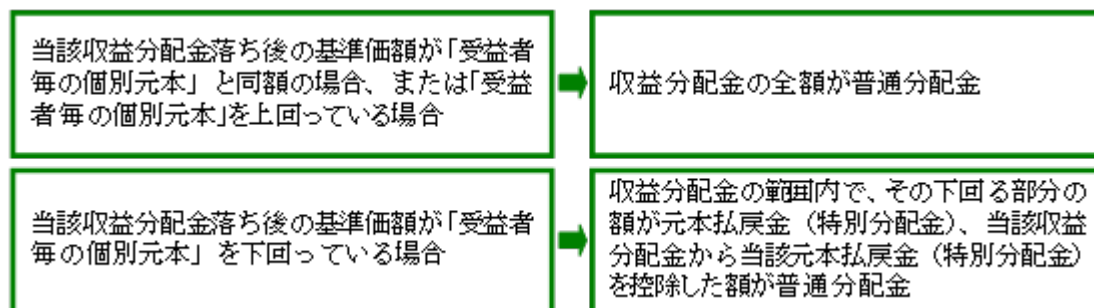 当該収益分配金落ち後の基準価額が「受益者
毎の個別元本」と同額の場合、または「受益
者毎の個別元本」を上回っている場合
収益分配金の全額が普通分配金
当該収益分配金落ち後の基準価額が「受益者
毎の個別元本」を下回っている場合
収益分配金の範囲内で、その下回る部分の
額が元本払戻金（特別分配金）、当該収益
分配金から当該元本払戻金（特別分配金）
を控除した額が普通分配金